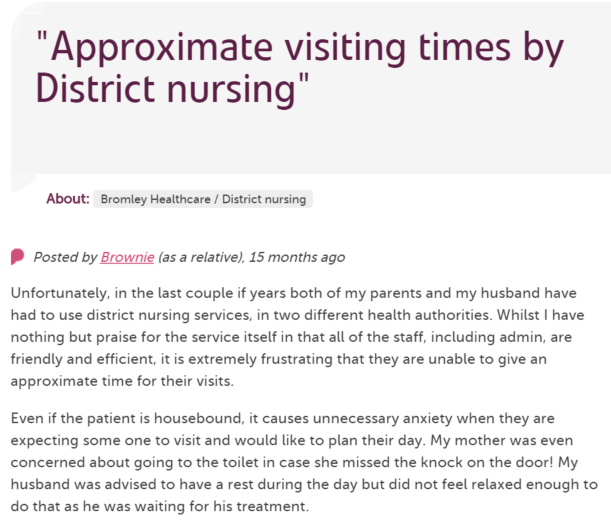 "Approximate visiting times by
District nursing"
About: Bromley Healthcare / District nursing
Posted by Brownie (as a relative), 15 months ago
Unfortunately, in the last couple if years both of my parents and my husband have
had to use district nursing services, in two different health authorities. Whilst I have
nothing but praise for the service itself in that all of the staff, including admin, are
friendly and efficient, it is extremely frustrating that they are unable to give an
approximate time for their visits.
Even if the patient is housebound, it causes unnecessary anxiety when they are
expecting some one to visit and would like to plan their day. My mother was even
concerned about going to the toilet in case she missed the knock on the door! My
husband was advised to have a rest during the day but did not feel relaxed enough to
do that as he was waiting for his treatment.